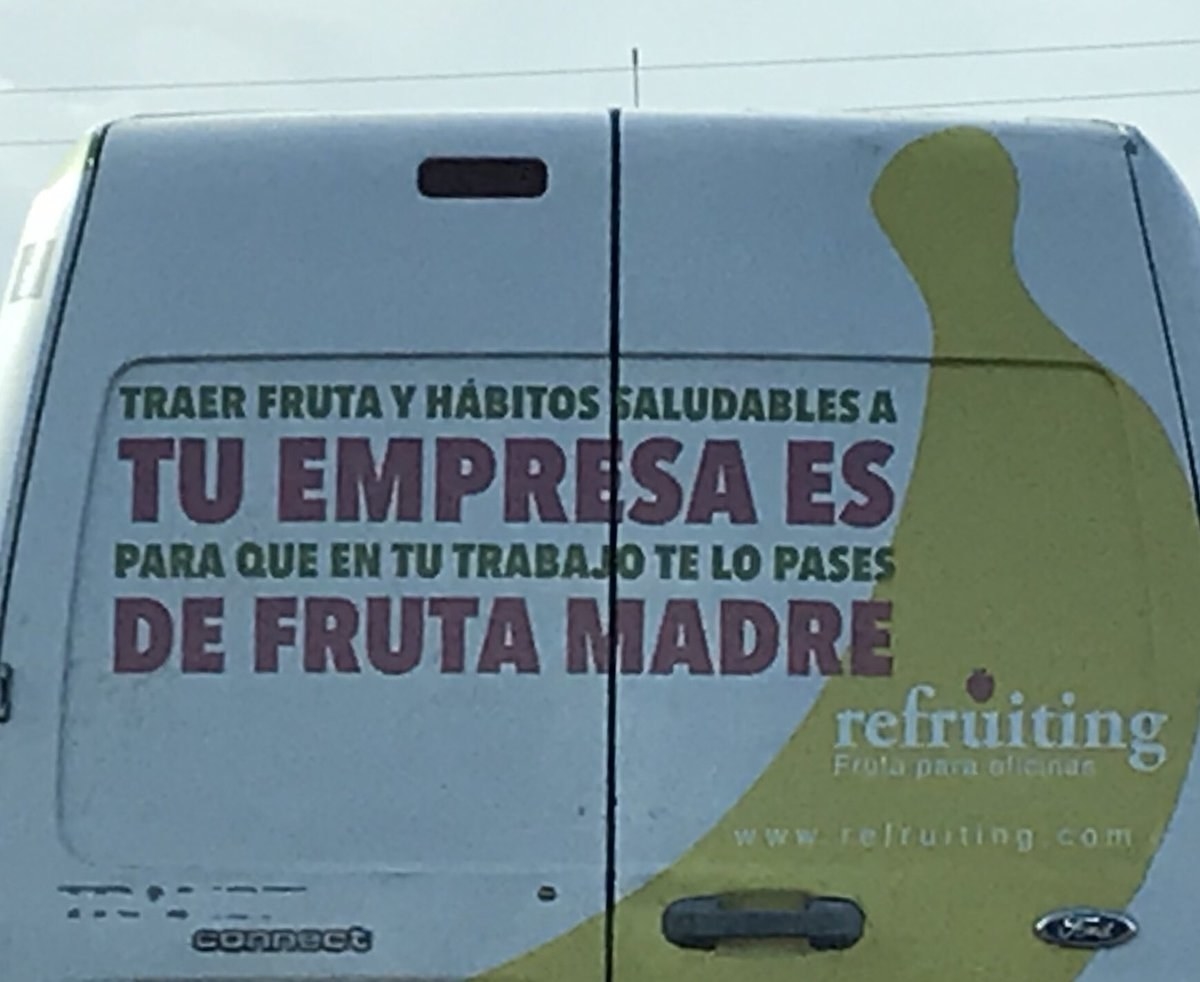 TRAER FRUTA Y HÁBITOS SALUDABLES A
TU EMPRESA ES
PARA QUE EN TU TRABAJO TE LO PASES
DE FRUTA MADRE
refruiting
Fruta para oficinas
www.refruiting.com
connect
Ford